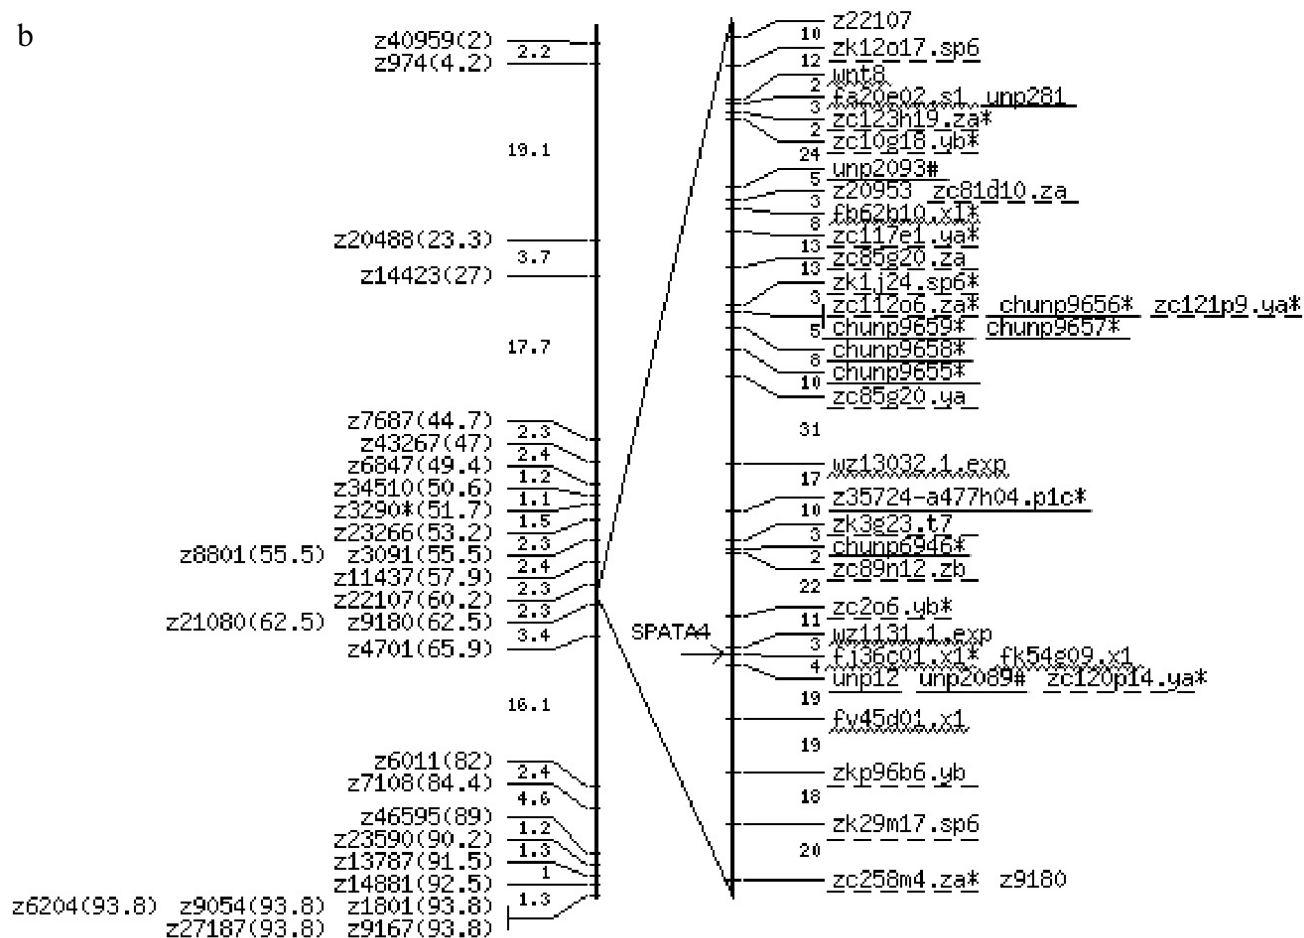 b
z40959(2)
2.2
z974(4.2)
19.1
z20488(23.3)
3.7
z14423(27)
17.7
z7687(44.7)
2.3
z43267(47)
2.4
z6847(49.4)
1.2
z34510(50.6)
1.1
z3290*(51.7)
1.5
z23266(53.2)
2.3
z8801(55.5) z3091(55.5)
2.4
z11437(57.9)
2.3
z22107(60.2)
2.3
z21080(62.5) z9180(62.5)
3.4
z4701(65.9)
16.1
z6011(82)
2.4
z7108(84.4)
4.6
z46595(89)
1.2
z23590(90.2)
1.3
z13787(91.5)
1
z14881(92.5)
1.3
z6204(93.8) z9054(93.8) z1801(93.8)
z27187(93.8) z9167(93.8)
SPATA4
z22107
10
zk12o17.sp6
12
wnt8
2
fa20e02.s1 unp281
3
zc123h19.za*
2
zc10g18.yb*
24
unp2093#
5
z20953 zc81d10.za
3
fb62b10.x1*
8
zc117e1.ya*
13
zc85g20.za
13
zk1j24.sp6*
3
zc112o6.za* chunp9656* zc121p9.ya*
chunp9659* chunp9657*
5
chunp9658*
8
chunp9655*
10
zc85g20.ya
31
wz13032.1.exp
17
z35724-a477h04.p1c*
10
zk3g23.t7
3
chunp6946*
2
zc89n12.zb
22
zc2o6.yb*
11
wz1131.1.exp
3
fj36c01.x1* fk54g09.x1
4
unp12 unp2089# zc120p14.ya*
19
fv45d01.x1
19
zkp96b6.yb
18
zk29m17.sp6
20
zc258m4.za* z9180